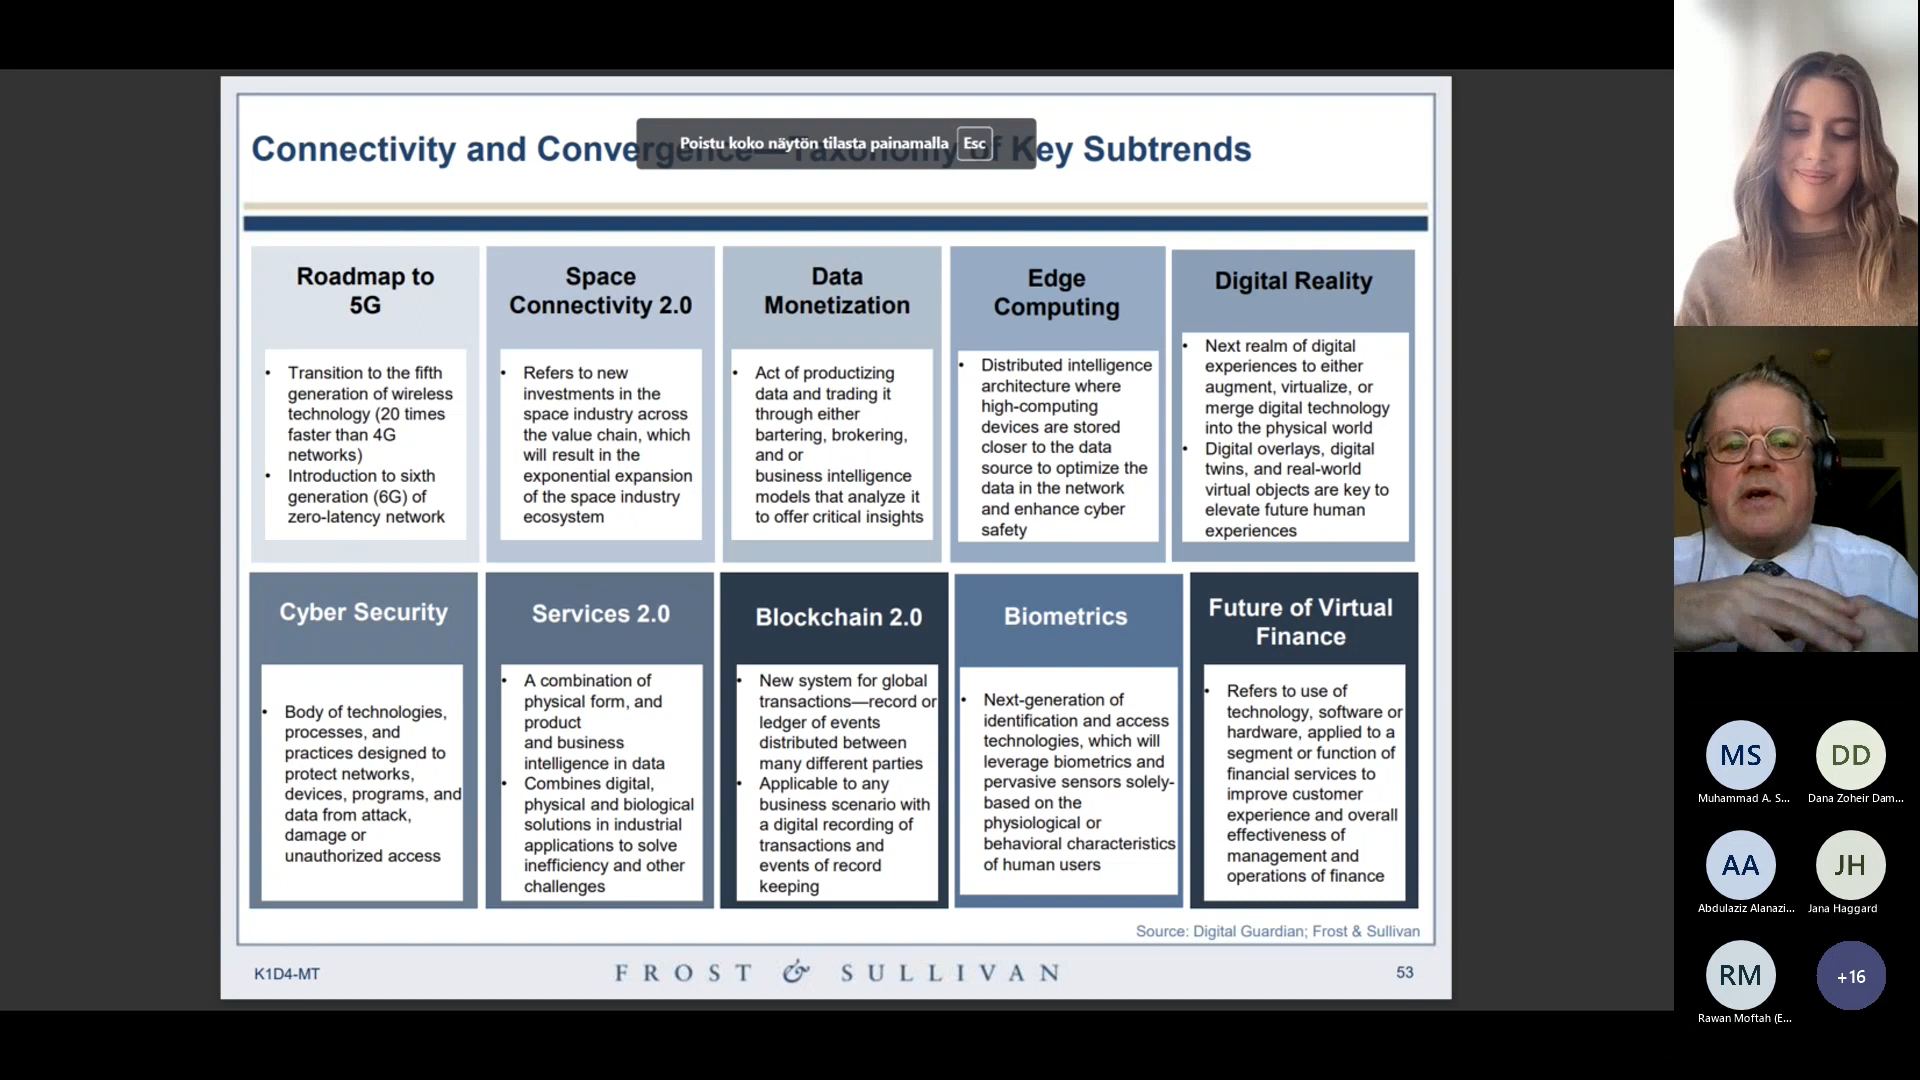 Connectivity and Convergence—Taxonomy of Key Subtrends
Poistu koko näytön tilasta painamalla Esc
Roadmap to
5G
• Transition to the fifth
generation of wireless
technology (20 times
faster than 4G
networks)
• Introduction to sixth
generation (6G) of
zero-latency network
Space
Connectivity 2.0
• Refers to new
investments in the
space industry across
the value chain, which
will result in the
exponential expansion
of the space industry
ecosystem
Data
Monetization
• Act of productizing
data and trading it
through either
bartering, brokering,
and or
business intelligence
models that analyze it
to offer critical insights
Edge
Computing
• Distributed intelligence
architecture where
high-computing
devices are stored
closer to the data
source to optimize the
data in the network
and enhance cyber
safety
Digital Reality
• Next realm of digital
experiences to either
augment, virtualize, or
merge digital technology
into the physical world
• Digital overlays, digital
twins, and real-world
virtual objects are key to
elevate future human
experiences
Cyber Security
• Body of technologies,
processes, and
practices designed to
protect networks,
devices, programs, and
data from attack,
damage or
unauthorized access
Services 2.0
• A combination of
physical form, and
product
and business
intelligence in data
• Combines digital,
physical and biological
solutions in industrial
applications to solve
inefficiency and other
challenges
Blockchain 2.0
• New system for global
transactions—record or
ledger of events
distributed between
many different parties
• Applicable to any
business scenario with
a digital recording of
transactions and
events of record
keeping
Biometrics
• Next-generation of
identification and access
technologies, which will
leverage biometrics and
pervasive sensors solely-
based on the
physiological or
behavioral characteristics
of human users
Future of Virtual
Finance
• Refers to use of
technology, software or
hardware, applied to a
segment or function of
financial services to
improve customer
experience and overall
effectiveness of
management and
operations of finance
Source: Digital Guardian; Frost & Sullivan
K1D4-MT
FROST & SULLIVAN
53
MS
Muhammad A. S...
DD
Dana Zoheir Dam...
AA
Abdulaziz Alanazi...
JH
Jana Haggard
RM
Rawan Moftah (E...
+16